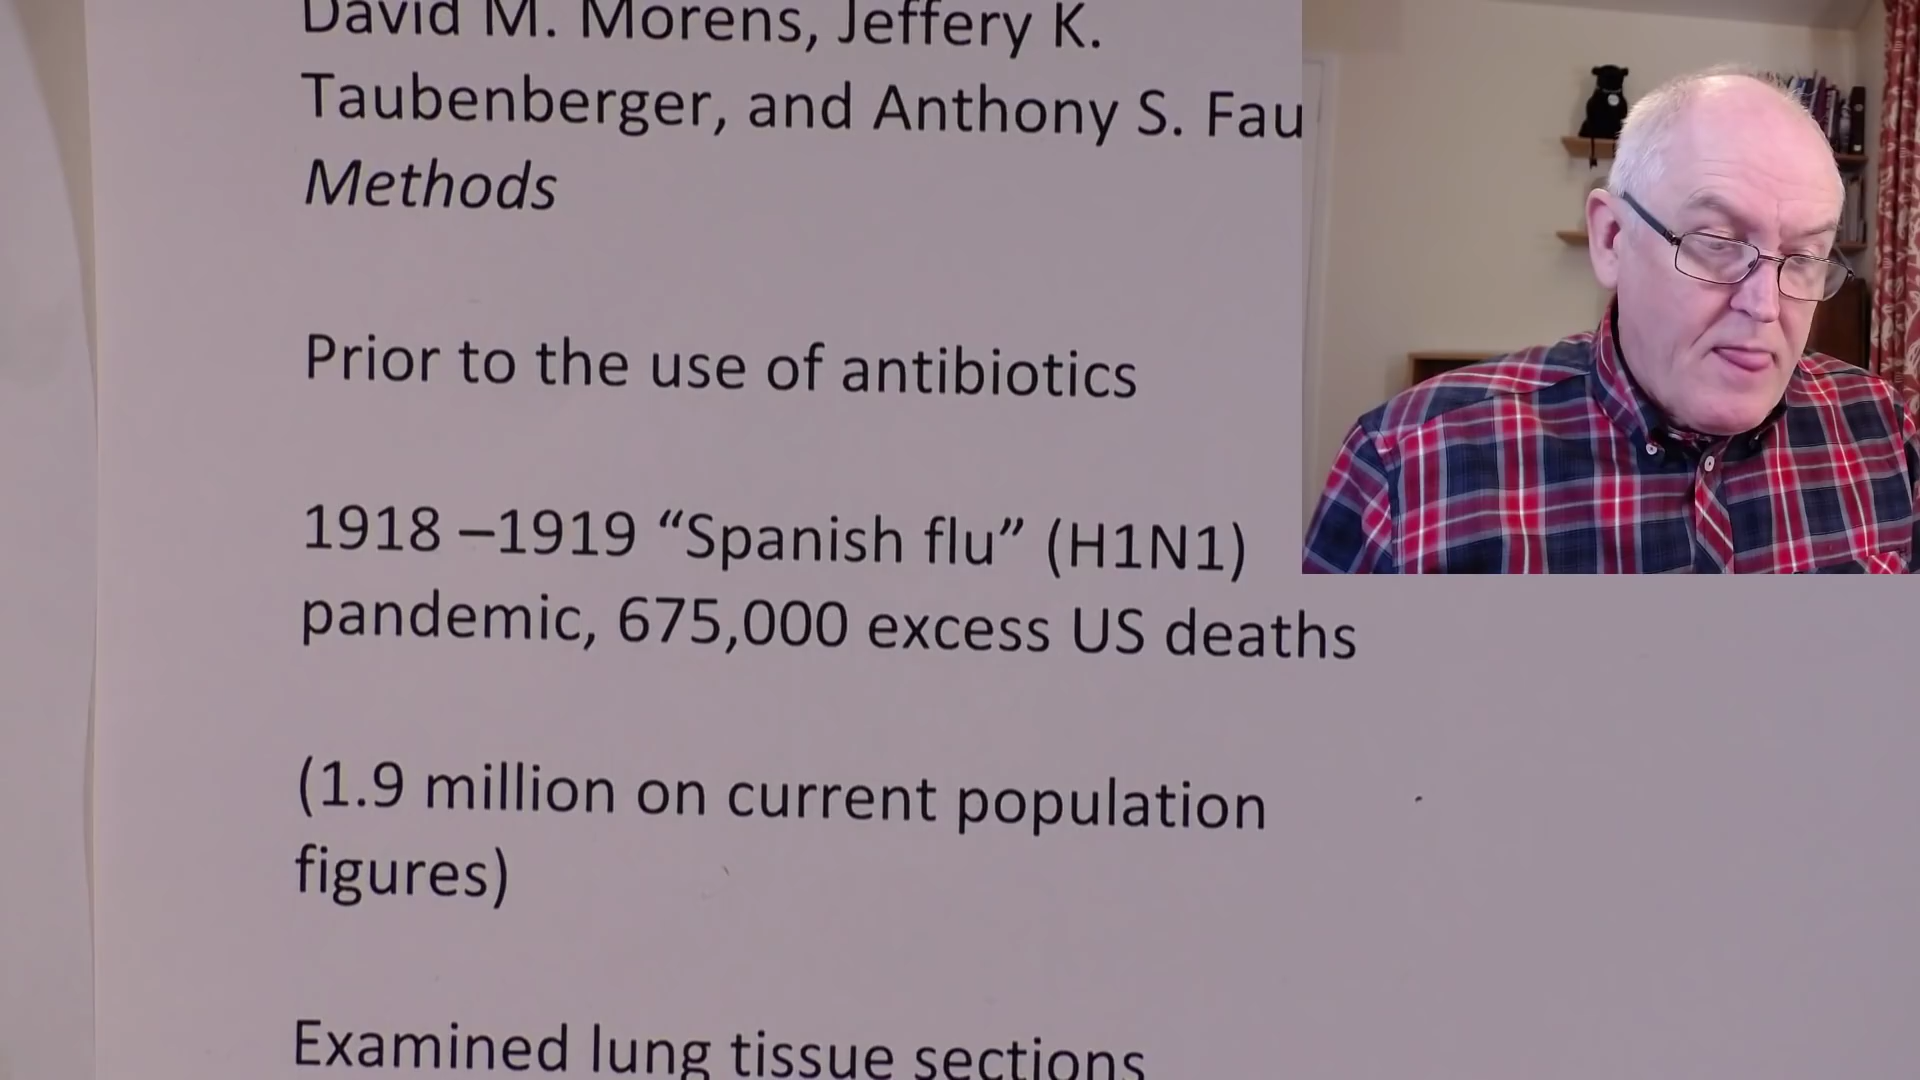 David M. Morens, Jeffery K.
Taubenberger, and Anthony S. Fau
Methods
Prior to the use of antibiotics
1918 –1919 “Spanish flu” (H1N1)
pandemic, 675,000 excess US deaths
(1.9 million on current population
figures)
Examined lung tissue sections